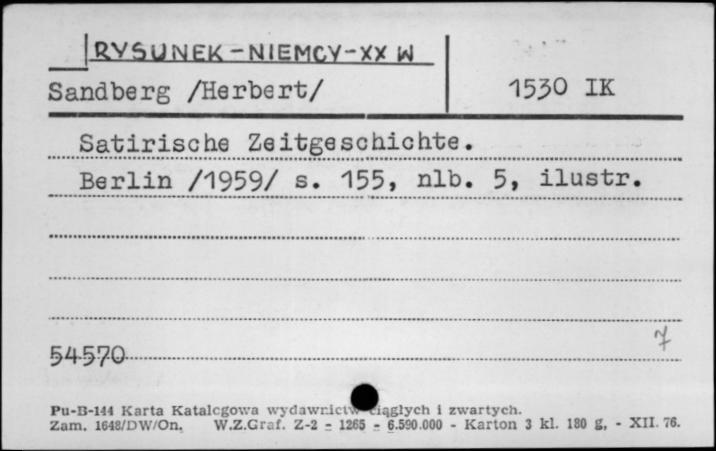 RYSUNEK-NIEMCY-XX W
Sandberg /Herbert/
1530 IK
Satirische Zeitgeschichte.
Berlin /1959/ s. 155, nlb. 5, ilustr.
7
54570
Pu-B-144 Karta Katalogowa wydawnictw ciągłych i zwartych.
Zam. 1648/DW/On. W.Z.Graf. Z-2 - 1265 - 6.590.000 - Karton 3 kl. 180 g, - XII. 76.